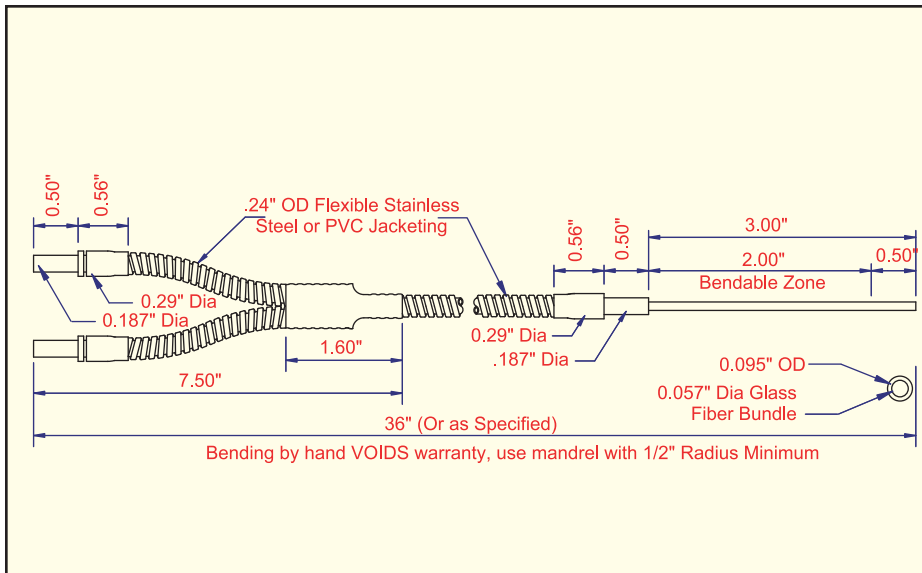 0.50"
0.56"
.24" OD Flexible Stainless
Steel or PVC Jacketing
0.56"
0.50"
3.00"
2.00"
0.50"
Bendable Zone
0.29" Dia
0.187" Dia
0.29" Dia
.187" Dia
1.60"
7.50"
0.095" OD
0.057" Dia Glass
Fiber Bundle
36" (Or as Specified)
Bending by hand VOIDS warranty, use mandrel with 1/2" Radius Minimum